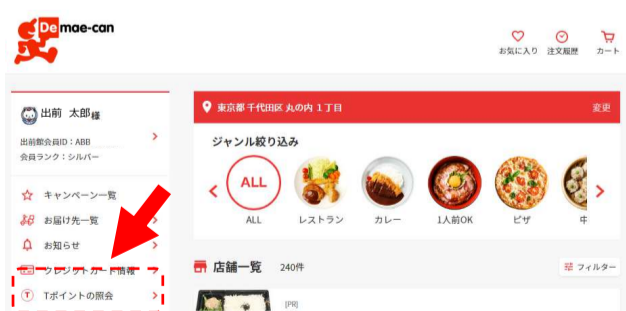 Demae-can
お気に入り 注文履歴 カート
出前 太郎様
出前館会員ID：ABB
会員ランク：シルバー
キャンペーン一覧
お届け先一覧
お知らせ
クレジットカード情報
Tポイントの照会
東京都千代田区丸の内１丁目 変更
ジャンル絞り込み
ALL
ALL レストラン カレー 1人前OK ピザ 中
店舗一覧 240件 フィルター
[PR]